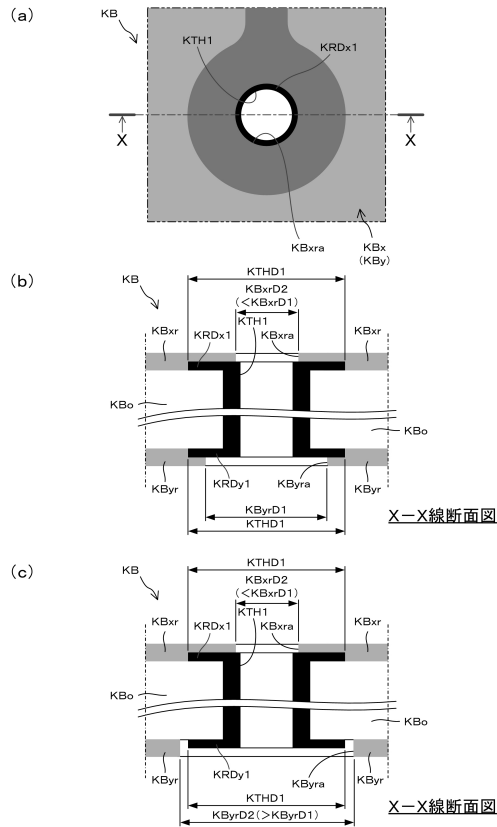 (a)
KB
KTH1
KRDx1
X
X
KBxra
KBx
(KBy)
(b)
KB
KTHD1
KBxrD2
(<KBxrD1)
KBxr
KTH1
KBxra
KBxr
KRDx1
KBo
KBo
KByr
KRDy1
KByra
KByr
KByrD1
KTHD1
X－X線断面図
(c)
KB
KTHD1
KBxrD2
(<KBxrD1)
KBxr
KTH1
KBxra
KBxr
KRDx1
KBo
KBo
KByr
KRDy1
KByra
KByr
KTHD1
KByrD2(>KByrD1)
X－X線断面図